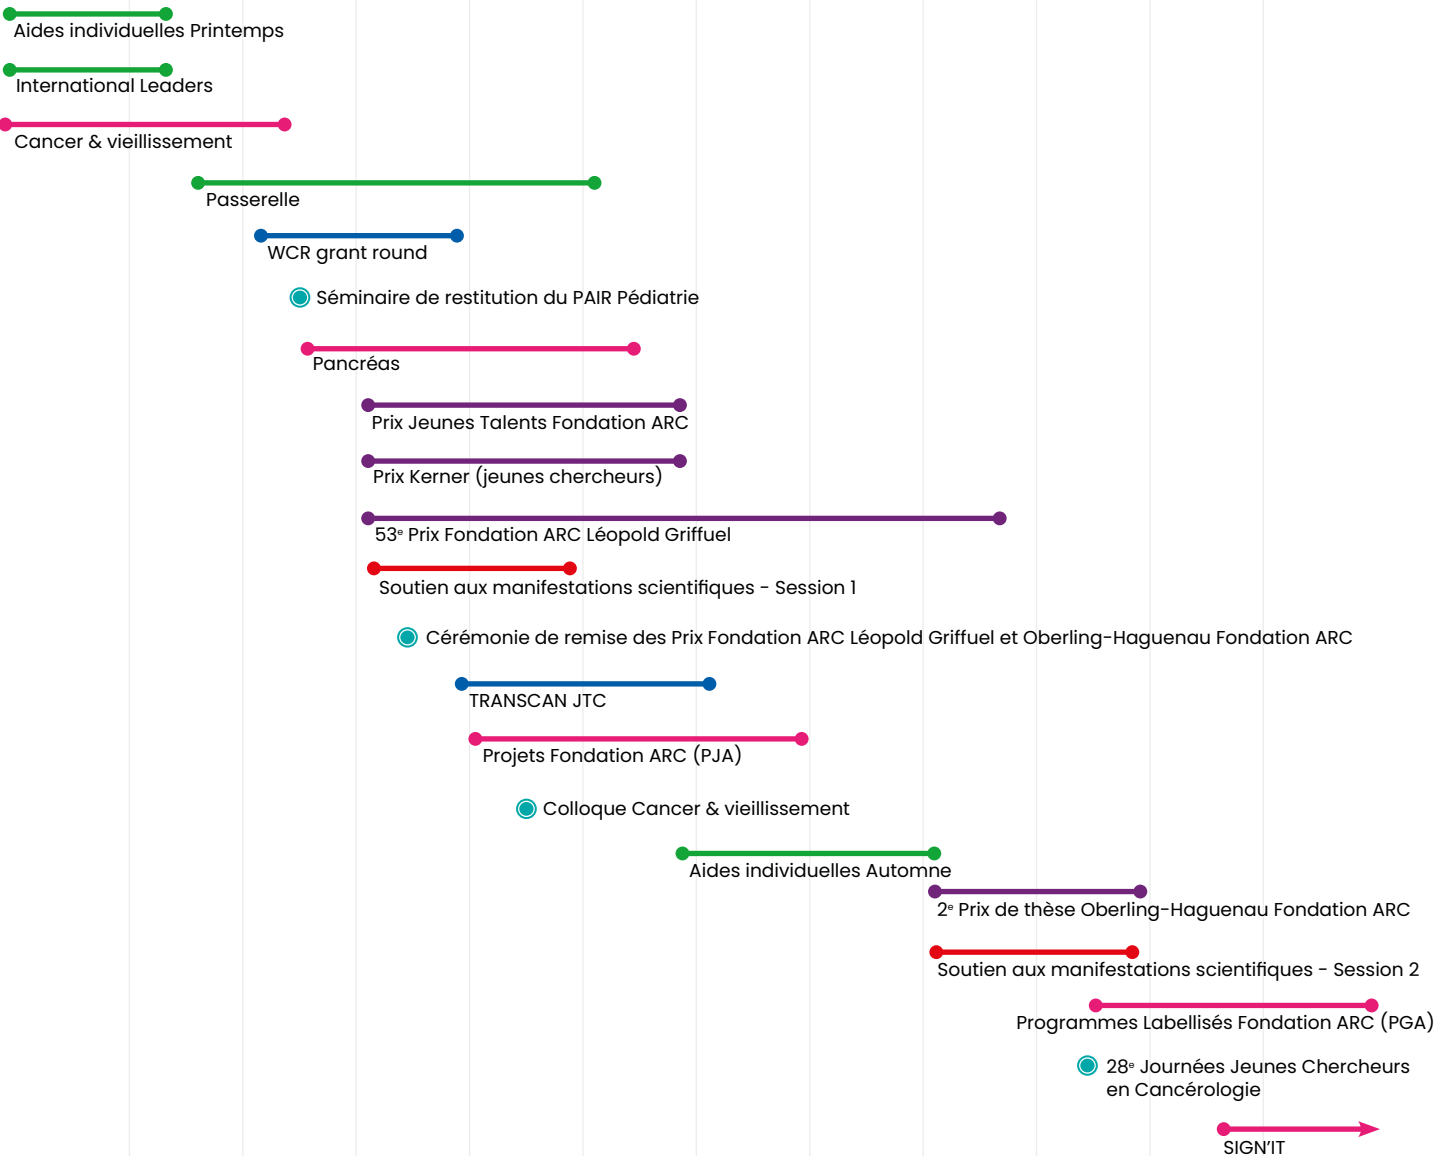 Aides individuelles Printemps
International Leaders
Cancer & vieillissement
Passerelle
WCR grant round
Séminaire de restitution du PAIR Pédiatrie
Pancréas
Prix Jeunes Talents Fondation ARC
Prix Kerner (jeunes chercheurs)
53ᵉ Prix Fondation ARC Léopold Griffuel
Soutien aux manifestations scientifiques - Session 1
Cérémonie de remise des Prix Fondation ARC Léopold Griffuel et Oberling-Haguenau Fondation ARC
TRANSCAN JTC
Projets Fondation ARC (PJA)
Colloque Cancer & vieillissement
Aides individuelles Automne
2ᵉ Prix de thèse Oberling-Haguenau Fondation ARC
Soutien aux manifestations scientifiques - Session 2
Programmes Labellisés Fondation ARC (PGA)
28ᵉ Journées Jeunes Chercheurs
en Cancérologie
SIGN'IT